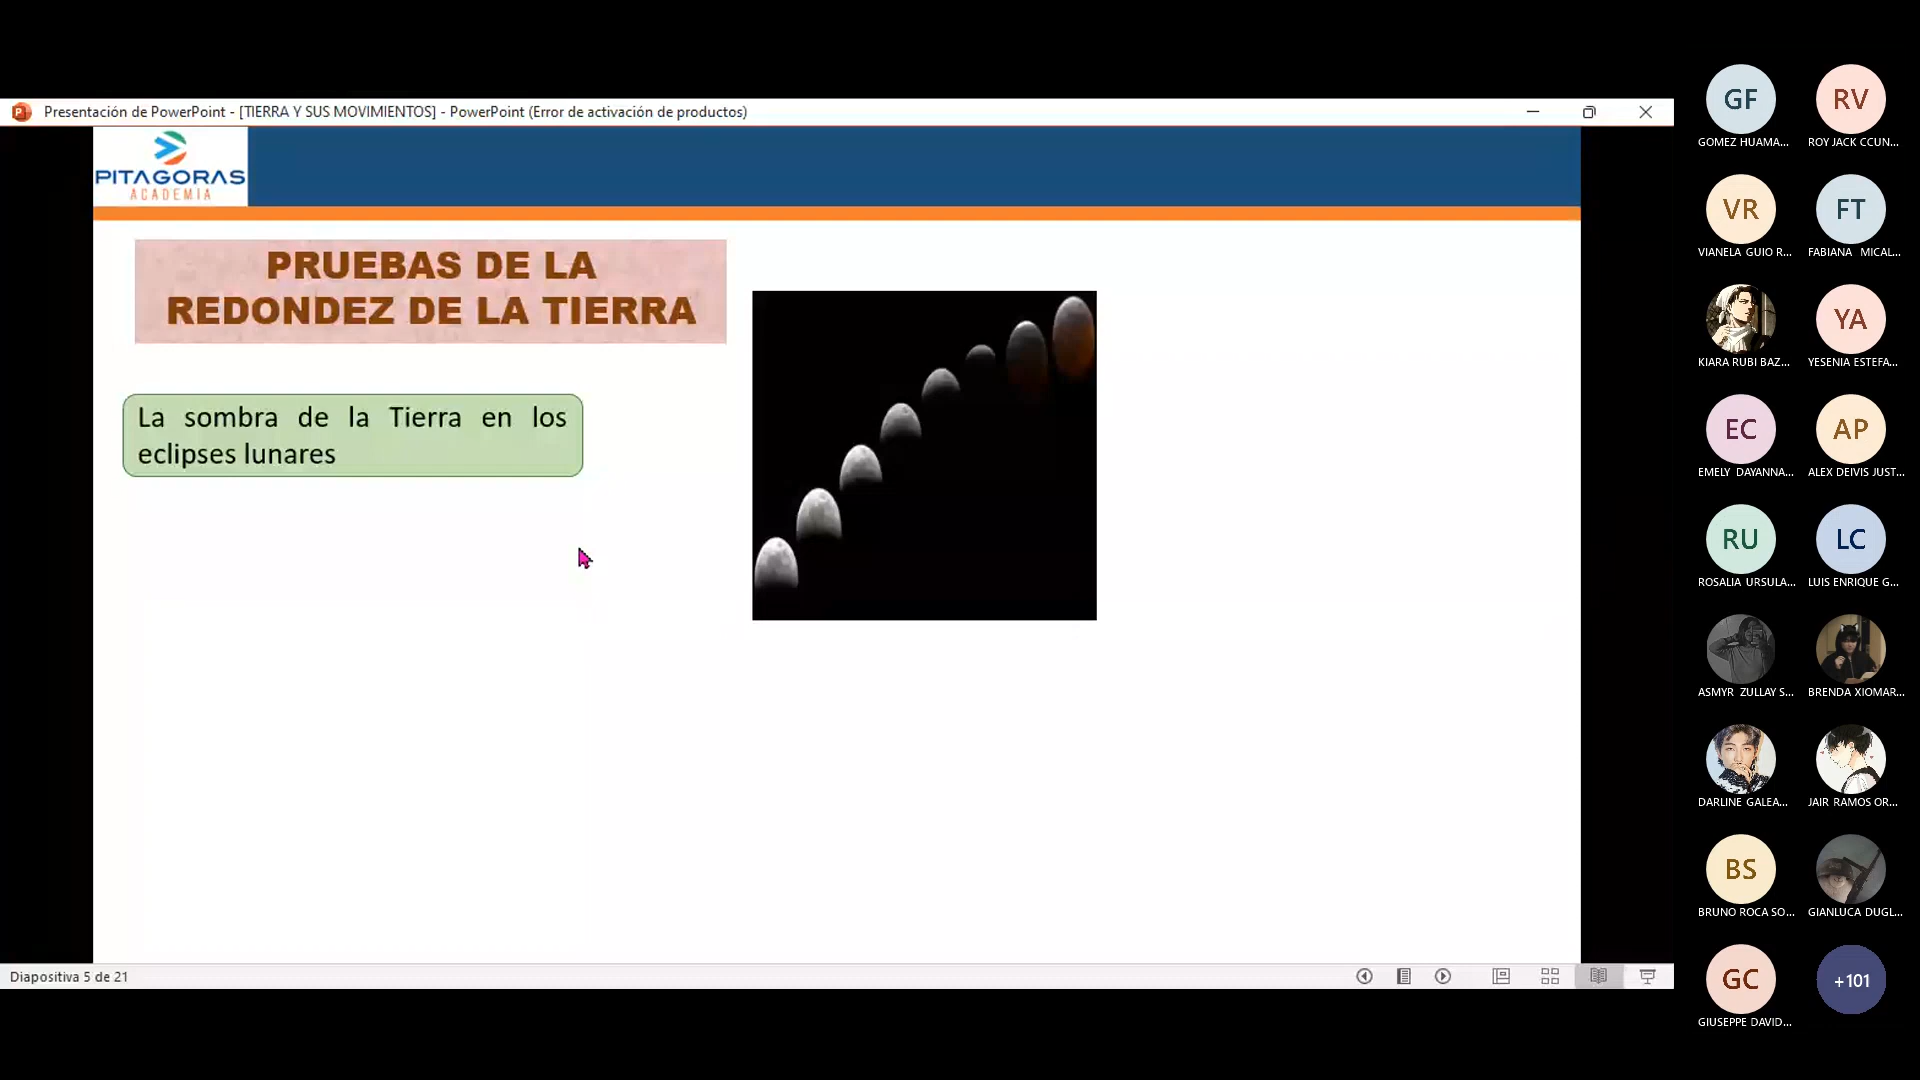 Presentación de PowerPoint - [TIERRA Y SUS MOVIMIENTOS] - PowerPoint (Error de activación de productos)
PITAGORAS
ACADEMIA
PRUEBAS DE LA
REDONDEZ DE LA TIERRA
La sombra de la Tierra en los
eclipses lunares
Diapositiva 5 de 21
GF
GOMEZ HUAMA...
RV
ROY JACK CCUN...
VR
VIANELA GUIO R...
FT
FABIANA MICAL...
KIARA RUBI BAZ...
YA
YESENIA ESTEFA...
EC
EMELY DAYANNA...
AP
ALEX DEIVIS JUST...
RU
ROSALIA URSULA...
LC
LUIS ENRIQUE G...
ASMYR ZULLAY S...
BRENDA XIOMAR...
DARLINE GALEA...
JAIR RAMOS OR...
BS
BRUNO ROCA SO...
GIANLUCA DUGL...
GC
GIUSEPPE DAVID...
+101